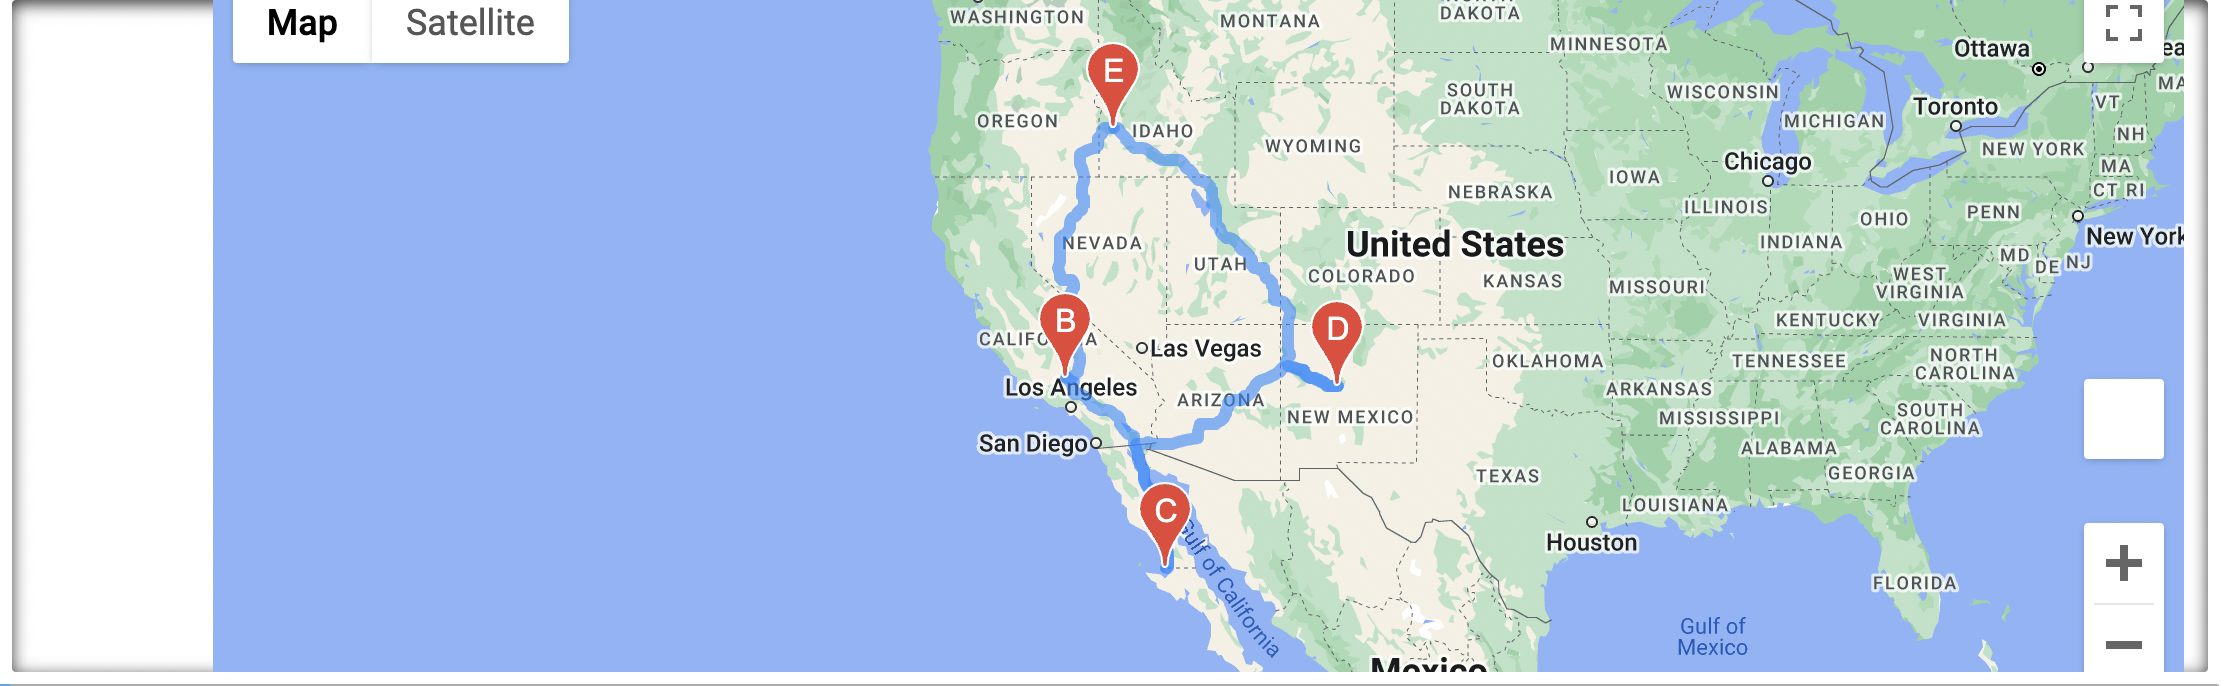 Map
Satellite
WASHINGTON
MONTANA
DAKOTA
MINNESOTA
Ottawa
E
OREGON
IDAHO
WYOMING
SOUTH
DAKOTA
WISCONSIN
MICHIGAN
Toronto
VT
NH
NEW YORK
MA
CT RI
Chicago
NEBRASKA
IOWA
ILLINOIS
INDIANA
OHIO
PENN
New York
MD
DE
NJ
NEVADA
UTAH
United States
COLORADO
KANSAS
MISSOURI
WEST
VIRGINIA
KENTUCKY
VIRGINIA
B
D
Las Vegas
Los Angeles
ARIZONA
NEW MEXICO
OKLAHOMA
ARKANSAS
TENNESSEE
NORTH
CAROLINA
MISSISSIPPI
SOUTH
CAROLINA
San Diego
ALABAMA
GEORGIA
TEXAS
LOUISIANA
C
Gulf of California
Houston
FLORIDA
Gulf of
Mexico
Mexico